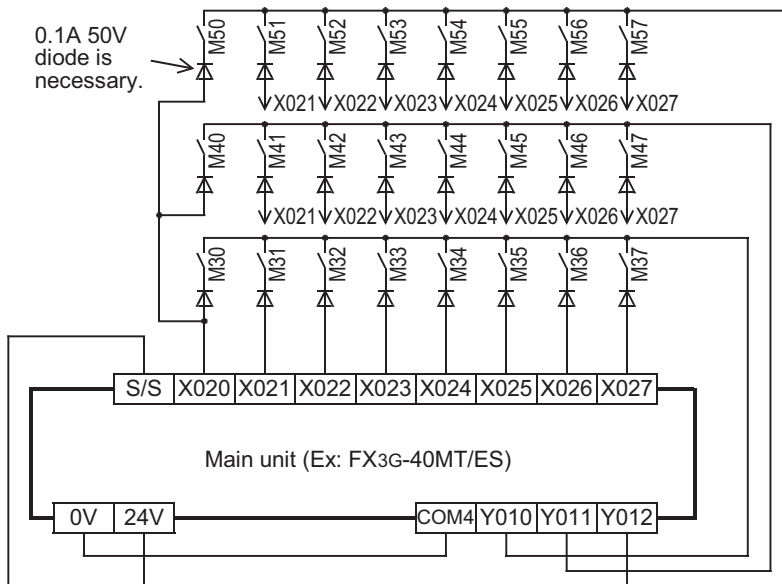 0.1A 50V
diode is
necessary.
M50 M51 M52 M53 M54 M55 M56 M57
X021 X022 X023 X024 X025 X026 X027
M40 M41 M42 M43 M44 M45 M46 M47
X021 X022 X023 X024 X025 X026 X027
M30 M31 M32 M33 M34 M35 M36 M37
S/S X020 X021 X022 X023 X024 X025 X026 X027
Main unit (Ex: FX3G-40MT/ES)
0V 24V COM4 Y010 Y011 Y012